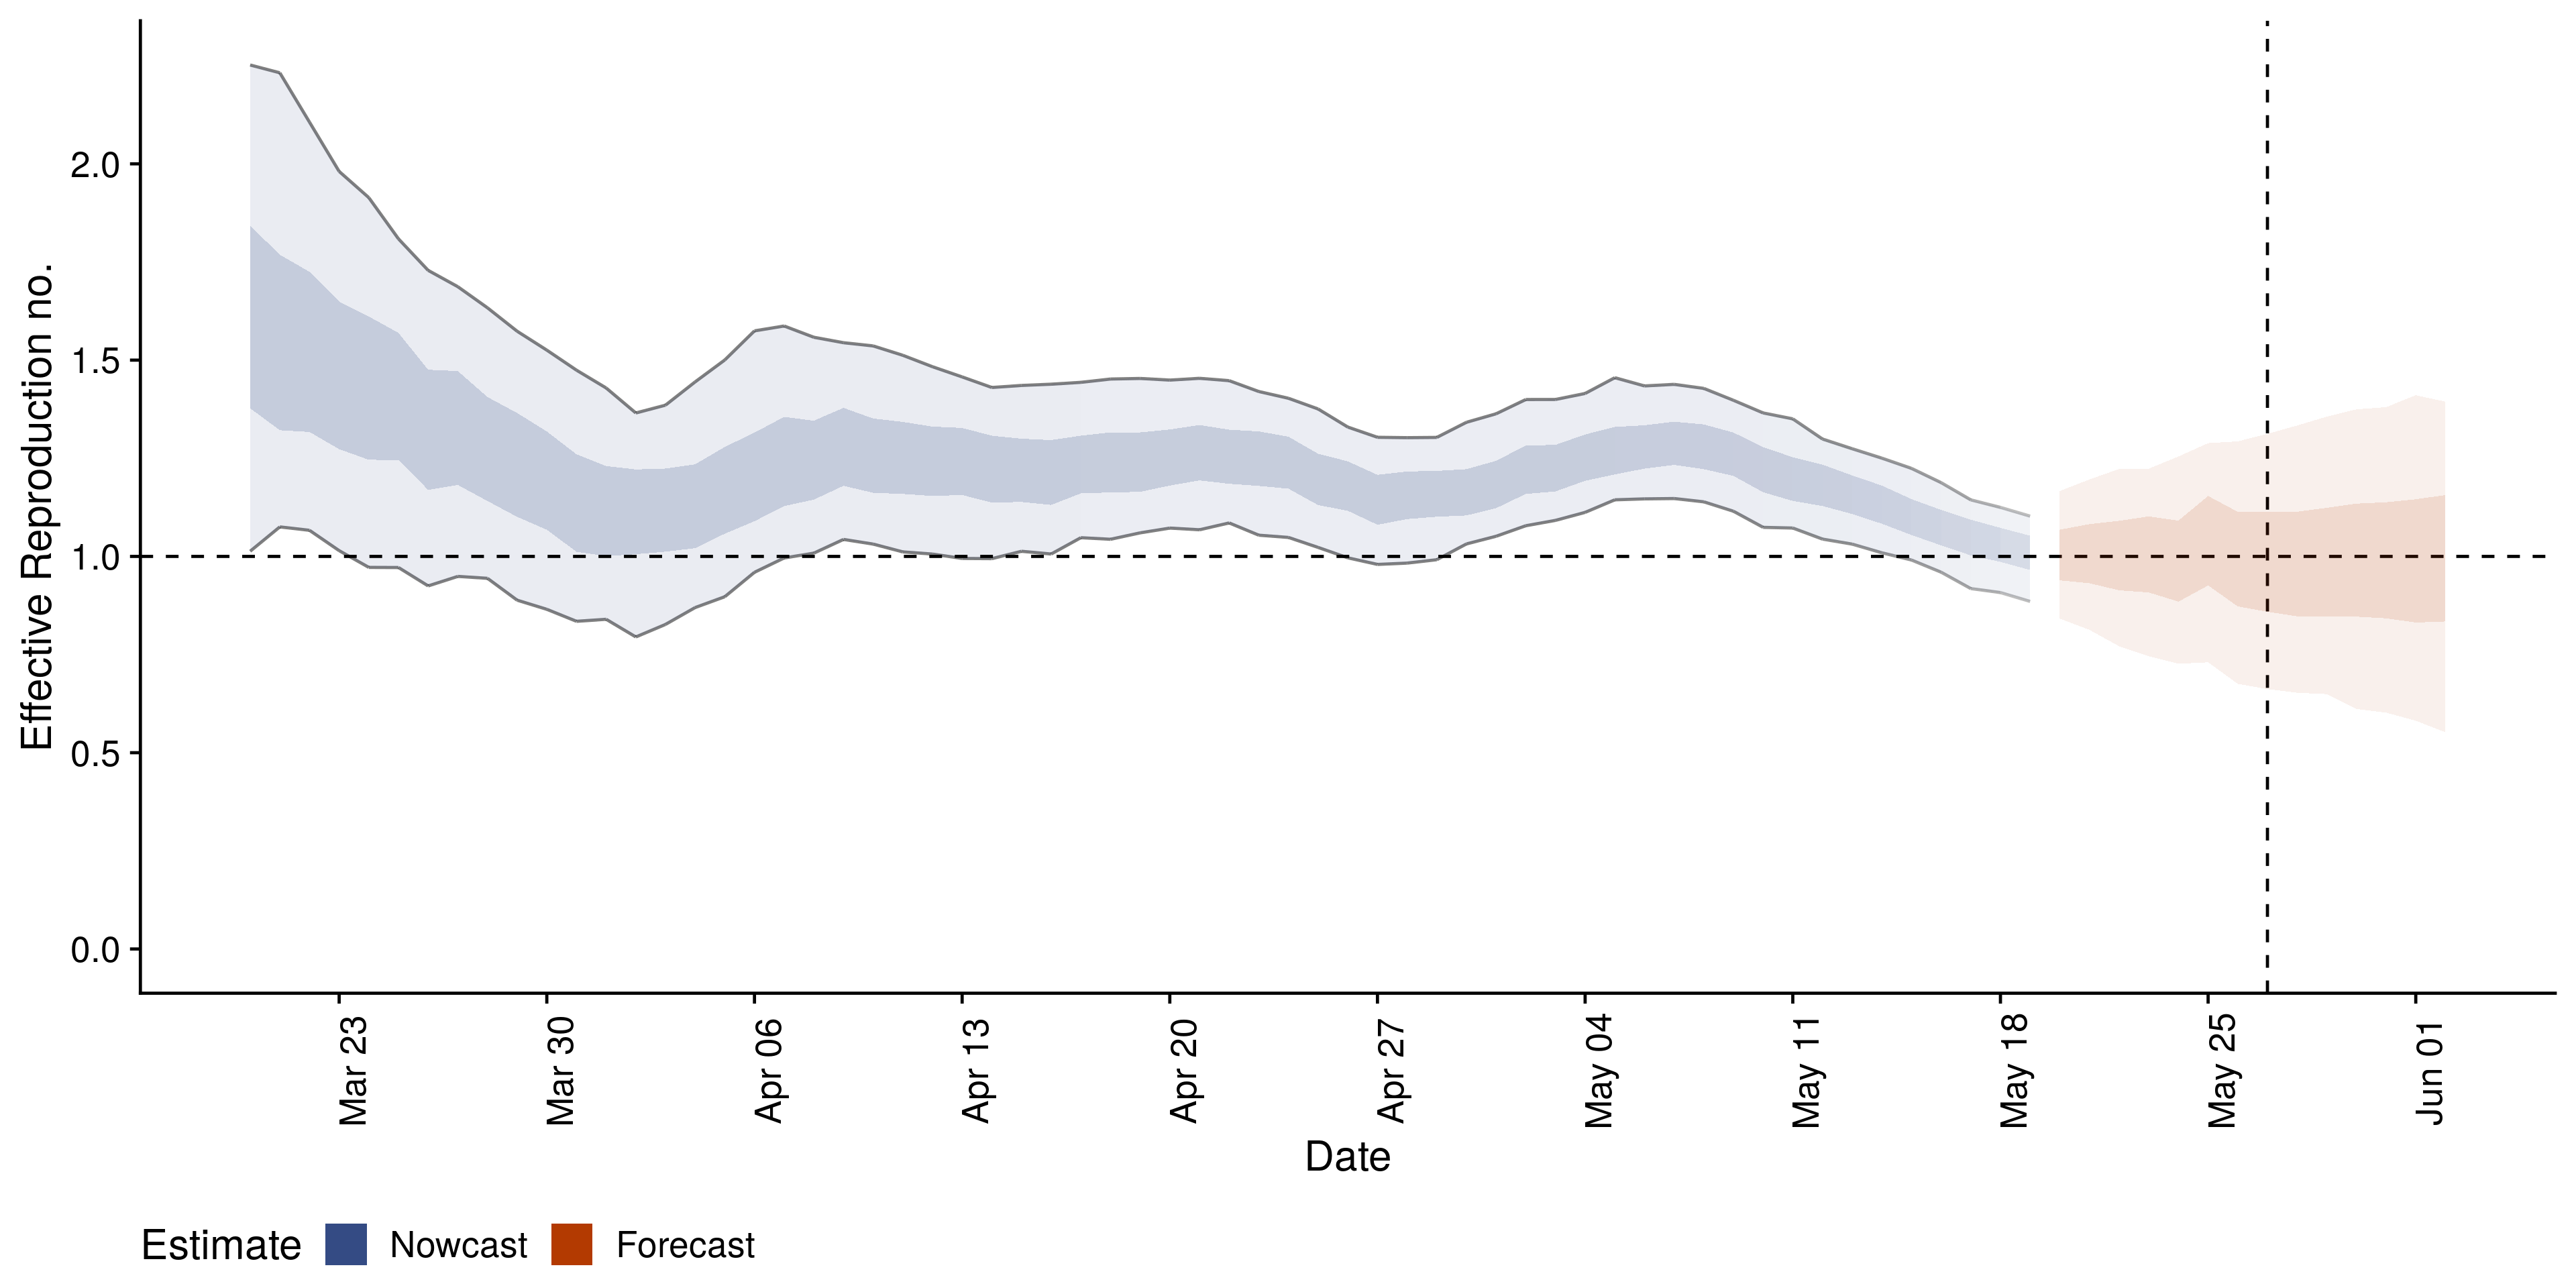 Effective Reproduction no.
2.0
1.5
1.0
0.5
0.0
Mar 23
Mar 30
Apr 06
Apr 13
Apr 20
Apr 27
May 04
May 11
May 18
May 25
Jun 01
Date
Estimate Nowcast Forecast